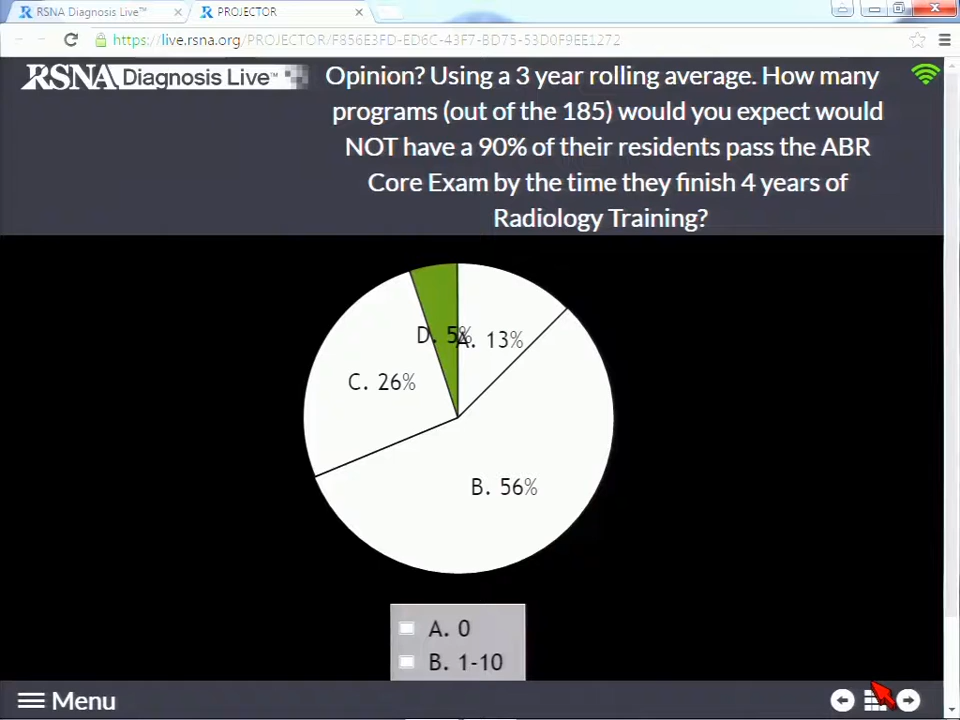 RSNA Diagnosis Live™
PROJECTOR
https://live.rsna.org/PROJECTOR/F856E3FD-ED6C-43F7-BD75-53D0F9EE1272
RSNA Diagnosis Live™
Opinion? Using a 3 year rolling average. How many
programs (out of the 185) would you expect would
NOT have a 90% of their residents pass the ABR
Core Exam by the time they finish 4 years of
Radiology Training?
D. 5%
A. 13%
C. 26%
B. 56%
A. 0
B. 1-10
Menu